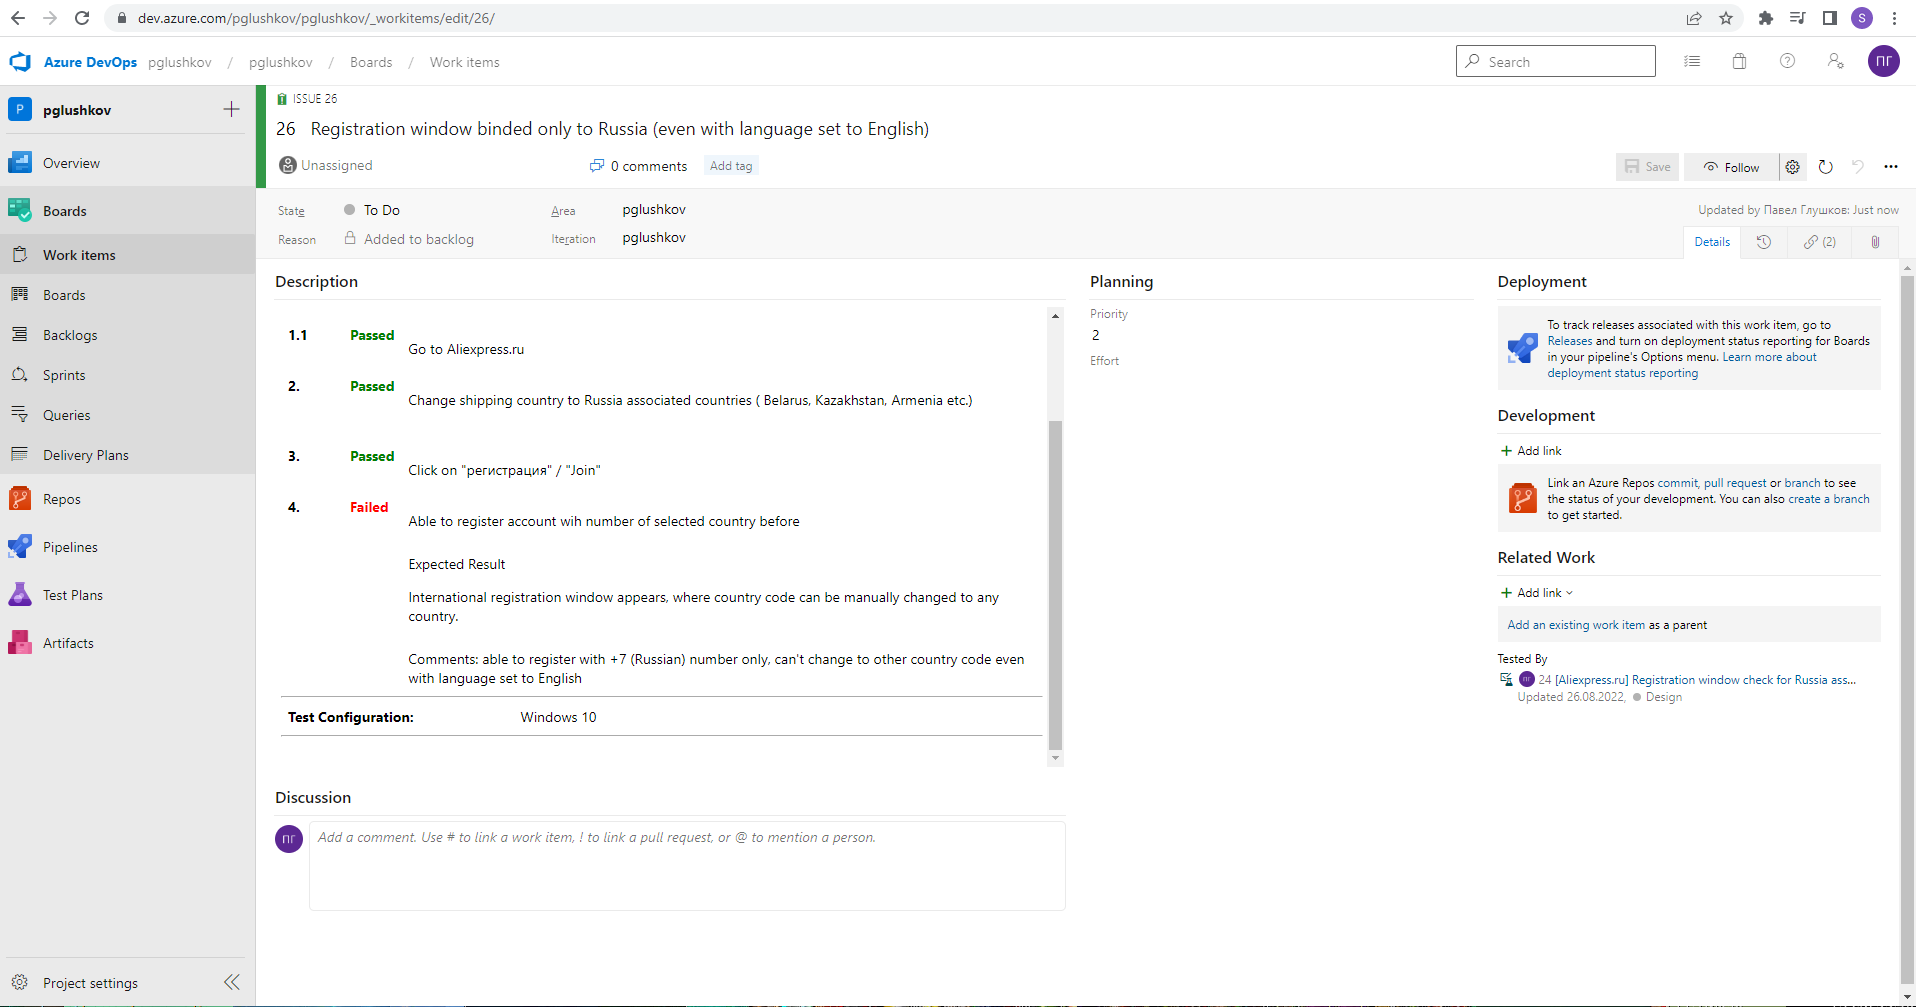 dev.azure.com/pglushkov/pglushkov/_workitems/edit/26/
S
Azure DevOps pglushkov / pglushkov / Boards / Work items
Search
ПГ
P pglushkov
Overview
Boards
Work items
Boards
Backlogs
Sprints
Queries
Delivery Plans
Repos
Pipelines
Test Plans
Artifacts
Project settings
ISSUE 26
26 Registration window binded only to Russia (even with language set to English)
Unassigned
0 comments
Add tag
Save
Follow
State To Do
Area pglushkov
Reason Added to backlog
Iteration pglushkov
Updated by Павел Глушков: Just now
Details
(2)
Description
1.1 Passed
Go to Aliexpress.ru
2. Passed
Change shipping country to Russia associated countries ( Belarus, Kazakhstan, Armenia etc.)
3. Passed
Click on "регистрация" / "Join"
4. Failed
Able to register account wih number of selected country before
Expected Result
International registration window appears, where country code can be manually changed to any
country.
Comments: able to register with +7 (Russian) number only, can't change to other country code even
with language set to English
Test Configuration: Windows 10
Discussion
ПГ
Add a comment. Use # to link a work item, ! to link a pull request, or @ to mention a person.
Planning
Priority
2
Effort
Deployment
To track releases associated with this work item, go to
Releases and turn on deployment status reporting for Boards
in your pipeline's Options menu. Learn more about
deployment status reporting
Development
Add link
Link an Azure Repos commit, pull request or branch to see
the status of your development. You can also create a branch
to get started.
Related Work
Add link
Add an existing work item as a parent
Tested By
ПГ 24 [Aliexpress.ru] Registration window check for Russia ass...
Updated 26.08.2022, Design